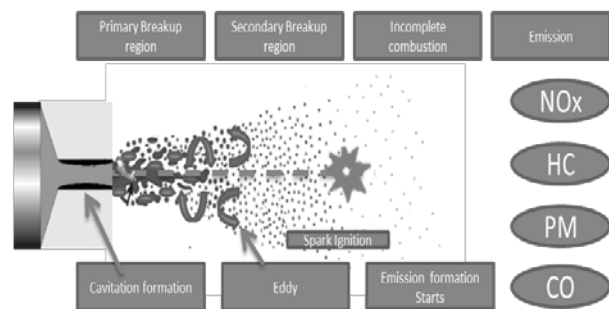 Primary Breakup
region
Secondary Breakup
region
Incomplete
combustion
Emission
NOx
HC
PM
CO
Spark Ignition
Cavitation formation
Eddy
Emission formation
Starts